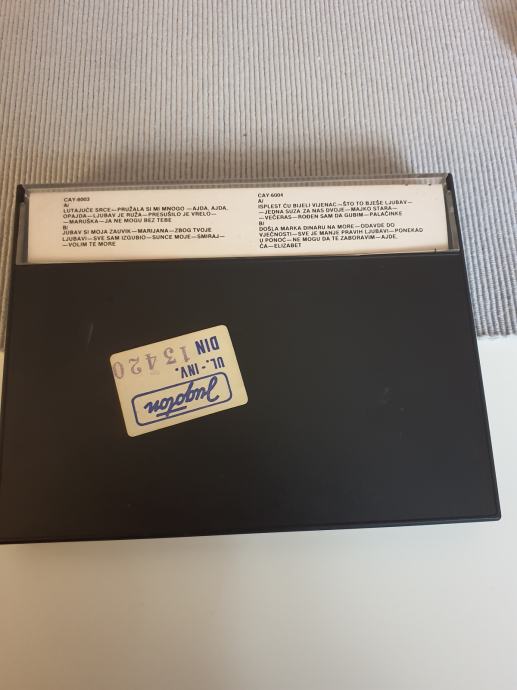 CAY-6003
A:
LUTAJUĆE SRCE—PRUŽALA SI MI MNOGO—AJDA, AJDA,
OPAJDA—LJUBAV JE RUŽA—PRESUŠILO JE VRELO—
—MARUŠKA—JA NE MOGU BEZ TEBE
B:
JUBAV SI MOJA ZAUVIK—MARIJANA—ZBOG TVOJE
LJUBAVI—SVE SAM IZGUBIO—SUNCE MOJE—SMIRAJ—
—VOLIM TE MORE
CAY-6004
A:
ISPLEST ĆU BIJELI VIJENAC—ŠTO TO BJEŠE LJUBAV—
—JEDNA SUZA ZA NAS DVOJE—MAJKO STARA—
—VEČERAS—ROĐEN SAM DA GUBIM—PALAČINKE
B:
DOŠLA MARKA DINARU NA MORE—ODAVDE DO
VJEČNOSTI—SVE JE MANJE PRAVIH LJUBAVI—PONEKAD
U PONOĆ—NE MOGU DA TE ZABORAVIM—AJDE,
ČA—ELIZABET
Jugoton
UL.-INV.
DIN 13420